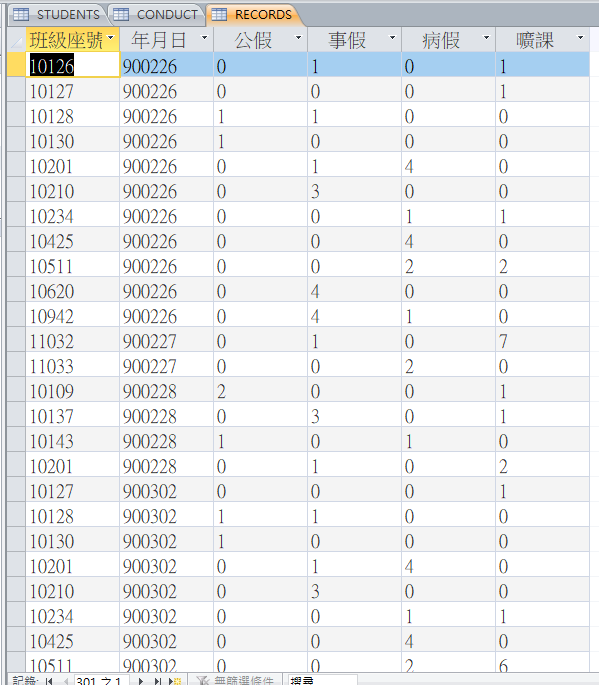 STUDENTS CONDUCT RECORDS
班級座號 年月日 公假 事假 病假 曠課
10126 900226 0 1 0 1
10127 900226 0 0 0 1
10128 900226 1 1 0 0
10130 900226 1 0 0 0
10201 900226 0 1 4 0
10210 900226 0 3 0 0
10234 900226 0 0 1 1
10425 900226 0 0 4 0
10511 900226 0 0 2 2
10620 900226 0 4 0 0
10942 900226 0 4 1 0
11032 900227 0 1 0 7
11033 900227 0 0 2 0
10109 900228 2 0 0 1
10137 900228 0 3 0 1
10143 900228 1 0 1 0
10201 900228 0 1 0 2
10127 900302 0 0 0 1
10128 900302 1 1 0 0
10130 900302 1 0 0 0
10201 900302 0 1 4 0
10210 900302 0 3 0 0
10234 900302 0 0 1 1
10425 900302 0 0 4 0
10511 900302 0 0 2 6
記錄: 301 之 1 無篩選條件 搜尋